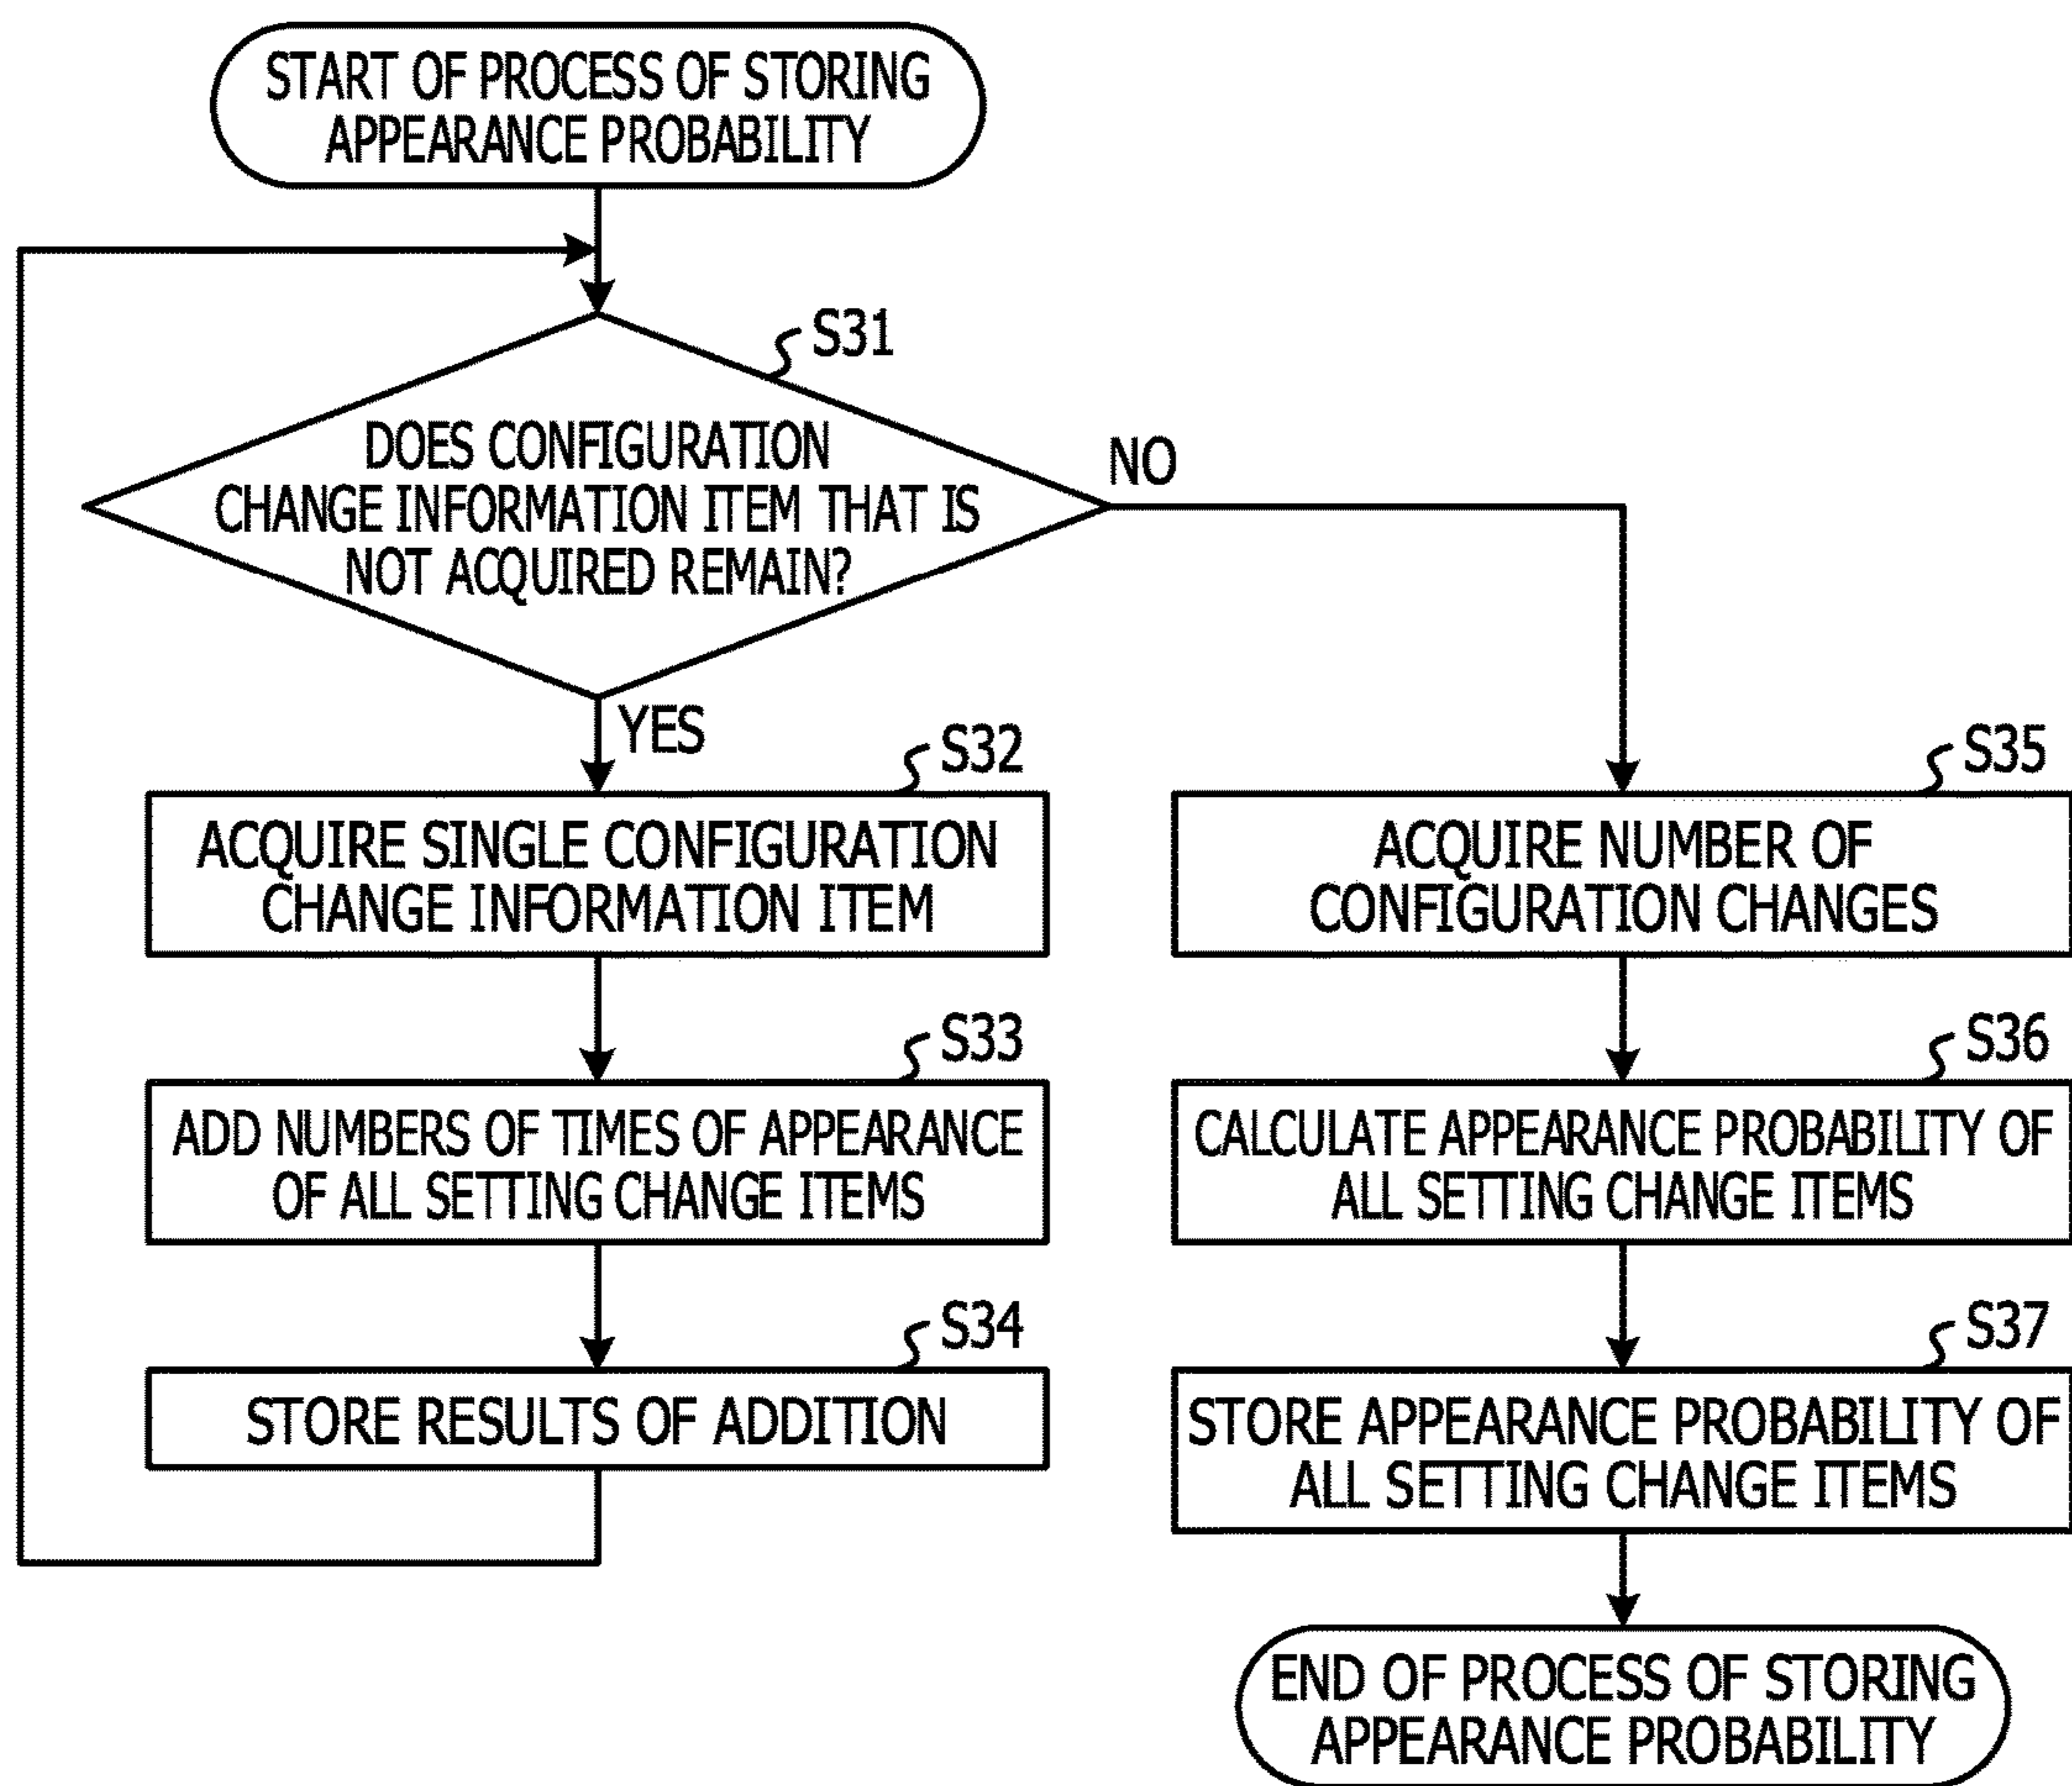 START OF PROCESS OF STORING
APPEARANCE PROBABILITY
S31
DOES CONFIGURATION
CHANGE INFORMATION ITEM THAT IS
NOT ACQUIRED REMAIN?
NO
YES
S32
ACQUIRE SINGLE CONFIGURATION
CHANGE INFORMATION ITEM
S33
ADD NUMBERS OF TIMES OF APPEARANCE
OF ALL SETTING CHANGE ITEMS
S34
STORE RESULTS OF ADDITION
S35
ACQUIRE NUMBER OF
CONFIGURATION CHANGES
S36
CALCULATE APPEARANCE PROBABILITY OF
ALL SETTING CHANGE ITEMS
S37
STORE APPEARANCE PROBABILITY OF
ALL SETTING CHANGE ITEMS
END OF PROCESS OF STORING
APPEARANCE PROBABILITY